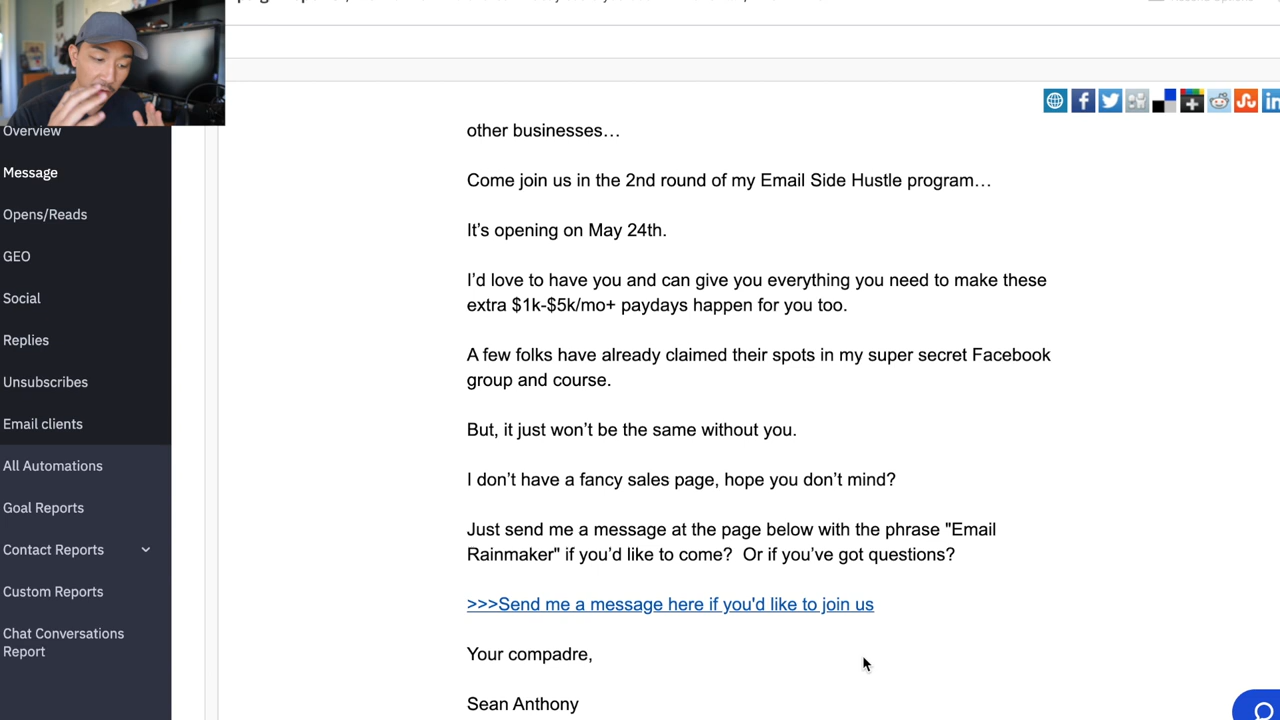 other businesses…
Come join us in the 2nd round of my Email Side Hustle program…
It’s opening on May 24th.
I’d love to have you and can give you everything you need to make these
extra $1k-$5k/mo+ paydays happen for you too.
A few folks have already claimed their spots in my super secret Facebook
group and course.
But, it just won’t be the same without you.
I don’t have a fancy sales page, hope you don’t mind?
Just send me a message at the page below with the phrase "Email
Rainmaker" if you’d like to come?  Or if you’ve got questions?
>>>Send me a message here if you'd like to join us
Your compadre,
Sean Anthony
Overview
Message
Opens/Reads
GEO
Social
Replies
Unsubscribes
Email clients
All Automations
Goal Reports
Contact Reports
Custom Reports
Chat Conversations
Report